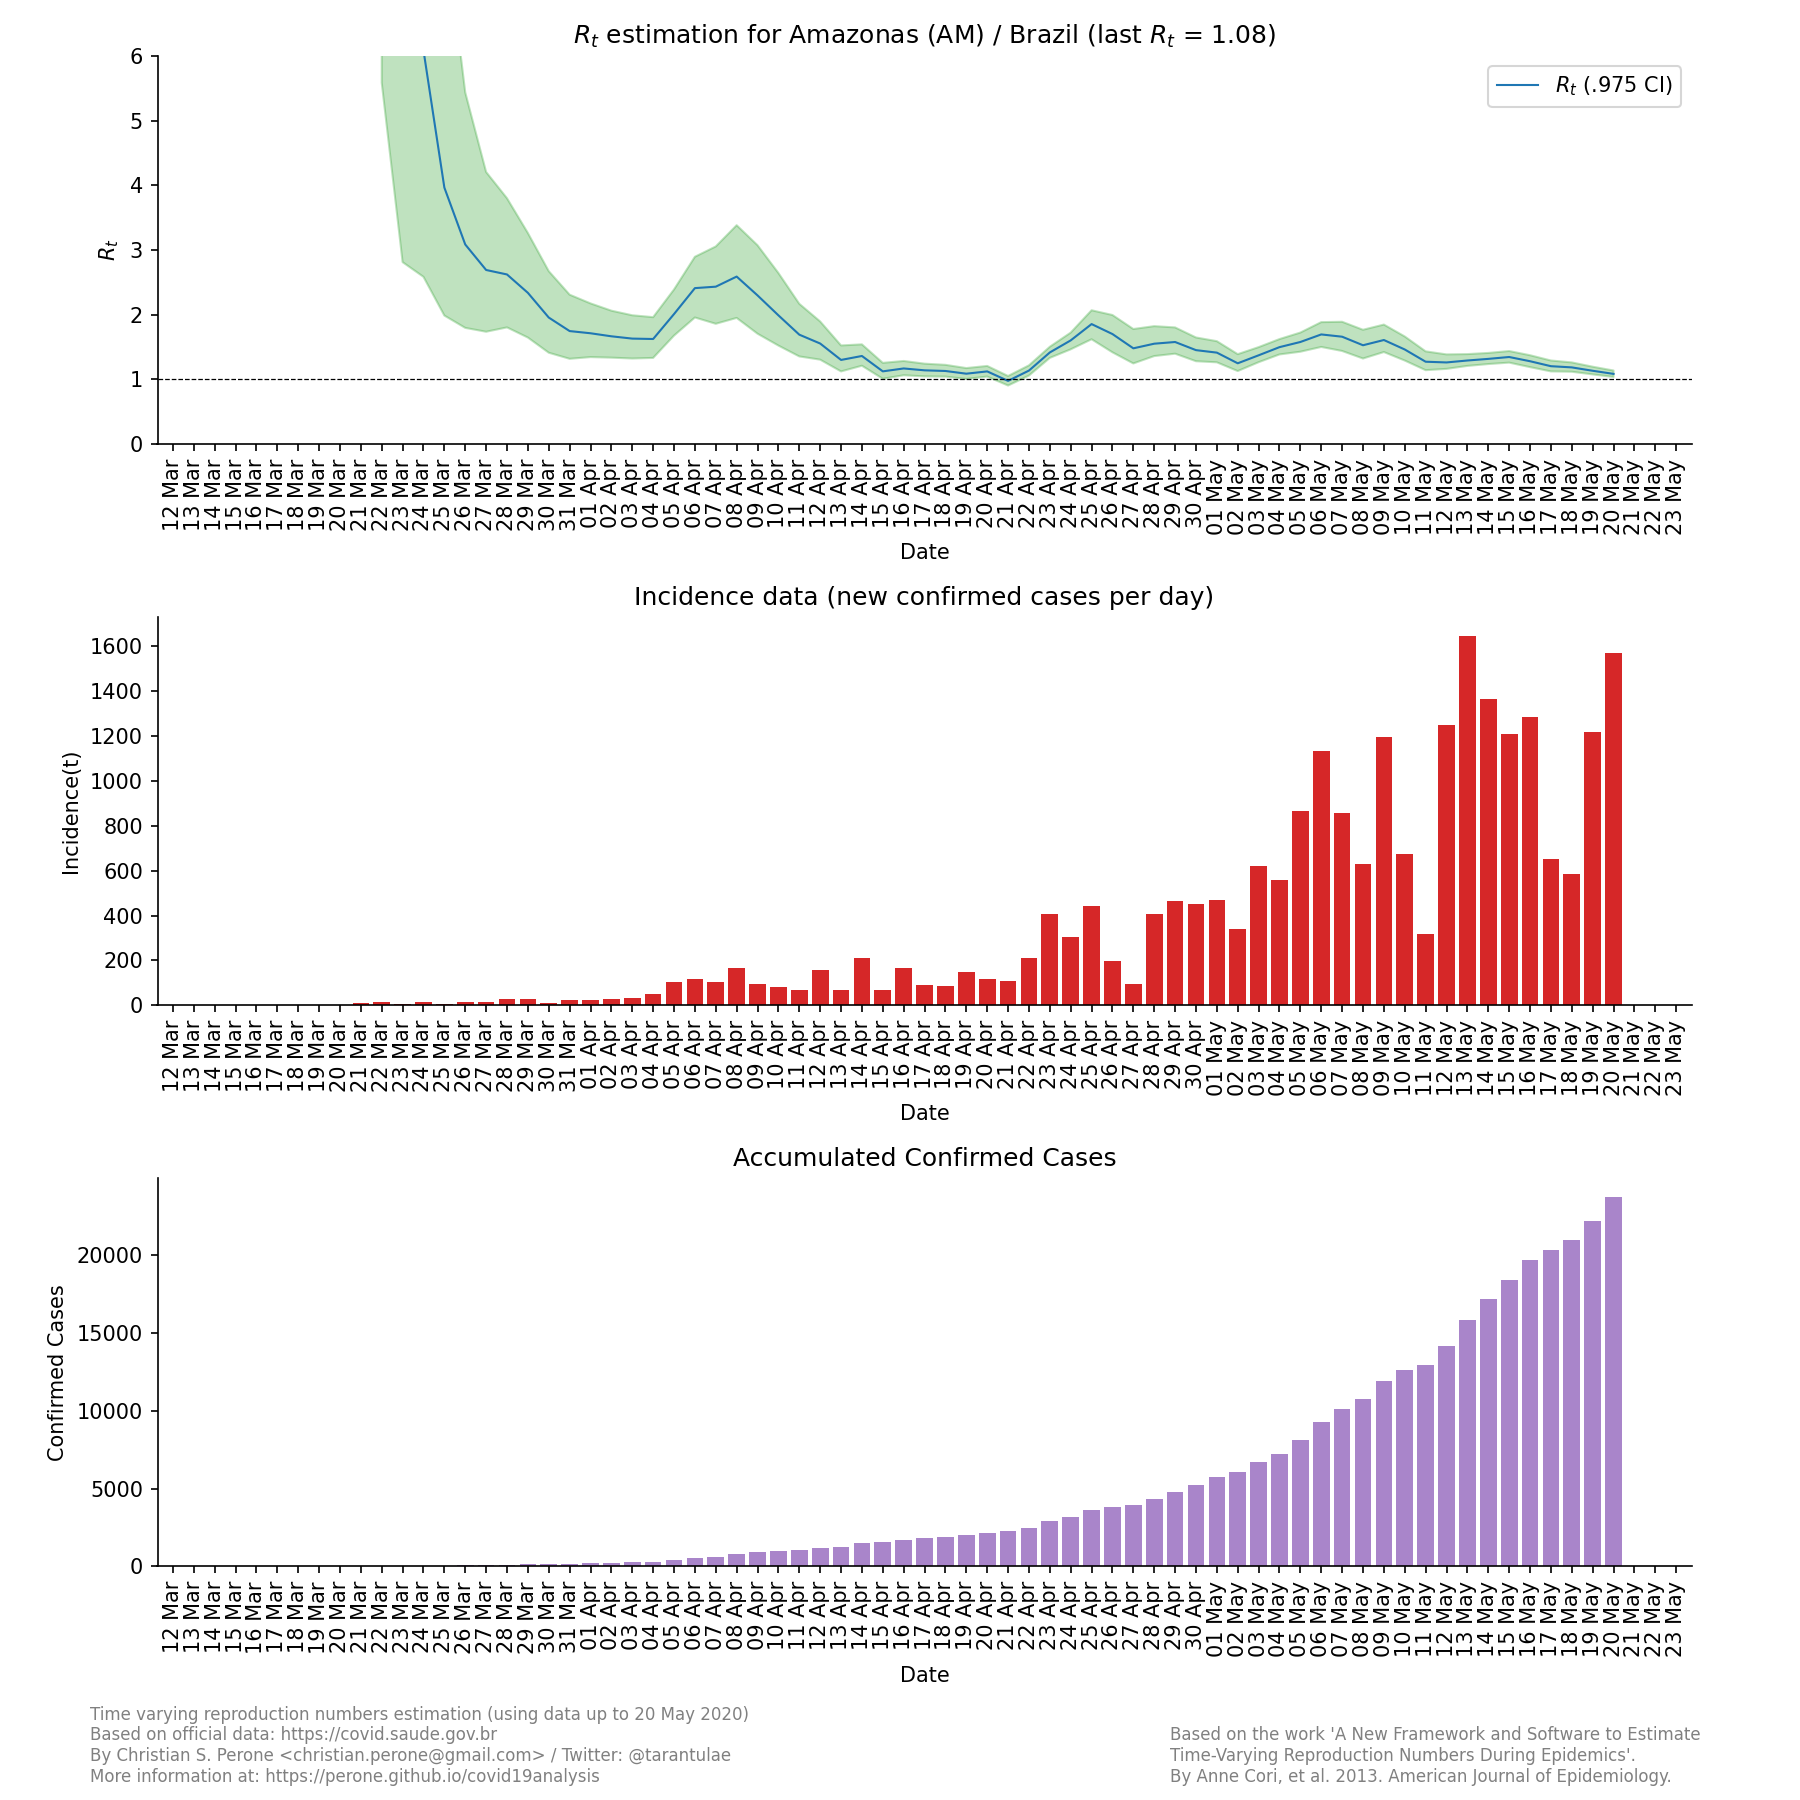 R_t estimation for Amazonas (AM) / Brazil (last R_t = 1.08)
R_t (.975 CI)
R_t
6
5
4
3
2
1
0
12 Mar 13 Mar 14 Mar 15 Mar 16 Mar 17 Mar 18 Mar 19 Mar 20 Mar 21 Mar 22 Mar 23 Mar 24 Mar 25 Mar 26 Mar 27 Mar 28 Mar 29 Mar 30 Mar 31 Mar 01 Apr 02 Apr 03 Apr 04 Apr 05 Apr 06 Apr 07 Apr 08 Apr 09 Apr 10 Apr 11 Apr 12 Apr 13 Apr 14 Apr 15 Apr 16 Apr 17 Apr 18 Apr 19 Apr 20 Apr 21 Apr 22 Apr 23 Apr 24 Apr 25 Apr 26 Apr 27 Apr 28 Apr 29 Apr 30 Apr 01 May 02 May 03 May 04 May 05 May 06 May 07 May 08 May 09 May 10 May 11 May 12 May 13 May 14 May 15 May 16 May 17 May 18 May 19 May 20 May 21 May 22 May 23 May
Date
Incidence data (new confirmed cases per day)
Incidence(t)
1600
1400
1200
1000
800
600
400
200
0
12 Mar 13 Mar 14 Mar 15 Mar 16 Mar 17 Mar 18 Mar 19 Mar 20 Mar 21 Mar 22 Mar 23 Mar 24 Mar 25 Mar 26 Mar 27 Mar 28 Mar 29 Mar 30 Mar 31 Mar 01 Apr 02 Apr 03 Apr 04 Apr 05 Apr 06 Apr 07 Apr 08 Apr 09 Apr 10 Apr 11 Apr 12 Apr 13 Apr 14 Apr 15 Apr 16 Apr 17 Apr 18 Apr 19 Apr 20 Apr 21 Apr 22 Apr 23 Apr 24 Apr 25 Apr 26 Apr 27 Apr 28 Apr 29 Apr 30 Apr 01 May 02 May 03 May 04 May 05 May 06 May 07 May 08 May 09 May 10 May 11 May 12 May 13 May 14 May 15 May 16 May 17 May 18 May 19 May 20 May 21 May 22 May 23 May
Date
Accumulated Confirmed Cases
Confirmed Cases
20000
15000
10000
5000
0
12 Mar 13 Mar 14 Mar 15 Mar 16 Mar 17 Mar 18 Mar 19 Mar 20 Mar 21 Mar 22 Mar 23 Mar 24 Mar 25 Mar 26 Mar 27 Mar 28 Mar 29 Mar 30 Mar 31 Mar 01 Apr 02 Apr 03 Apr 04 Apr 05 Apr 06 Apr 07 Apr 08 Apr 09 Apr 10 Apr 11 Apr 12 Apr 13 Apr 14 Apr 15 Apr 16 Apr 17 Apr 18 Apr 19 Apr 20 Apr 21 Apr 22 Apr 23 Apr 24 Apr 25 Apr 26 Apr 27 Apr 28 Apr 29 Apr 30 Apr 01 May 02 May 03 May 04 May 05 May 06 May 07 May 08 May 09 May 10 May 11 May 12 May 13 May 14 May 15 May 16 May 17 May 18 May 19 May 20 May 21 May 22 May 23 May
Date
Time varying reproduction numbers estimation (using data up to 20 May 2020)
Based on official data: https://covid.saude.gov.br
By Christian S. Perone <christian.perone@gmail.com> / Twitter: @tarantulae
More information at: https://perone.github.io/covid19analysis
Based on the work 'A New Framework and Software to Estimate
Time-Varying Reproduction Numbers During Epidemics'.
By Anne Cori, et al. 2013. American Journal of Epidemiology.